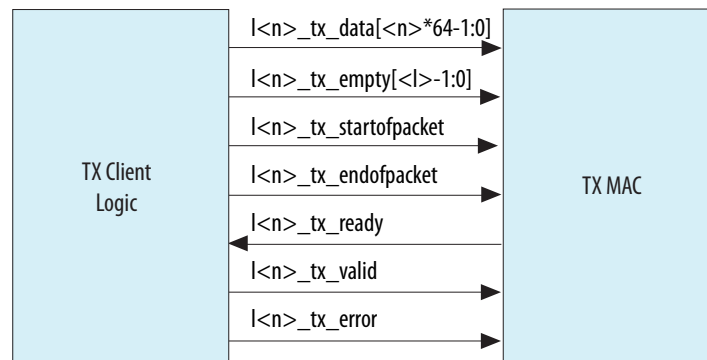 l<n>_tx_data[<n>*64-1:0]
l<n>_tx_empty[<l>-1:0]
l<n>_tx_startofpacket
l<n>_tx_endofpacket
l<n>_tx_ready
l<n>_tx_valid
l<n>_tx_error
TX Client
Logic
TX MAC